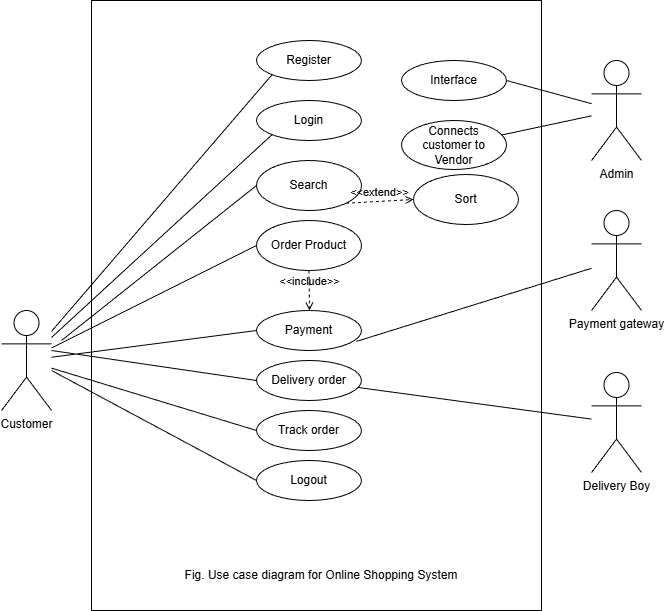 Register
Interface
Login
Connects
customer to
Vendor
Admin
Search
<<extend>>
Sort
Order Product
<<include>>
Payment
Payment gateway
Customer
Delivery order
Track order
Logout
Delivery Boy
Fig. Use case diagram for Online Shopping System